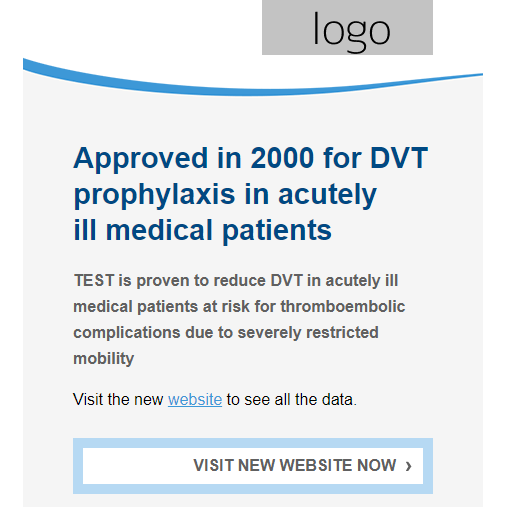 logo
Approved in 2000 for DVT
prophylaxis in acutely
ill medical patients
TEST is proven to reduce DVT in acutely ill
medical patients at risk for thromboembolic
complications due to severely restricted
mobility
Visit the new website to see all the data.
VISIT NEW WEBSITE NOW ›